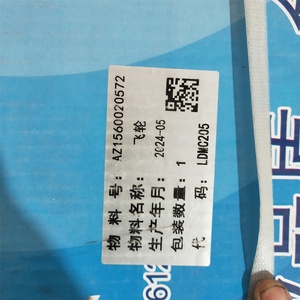 物 料 号: AZ1560020572
物料名称: 飞轮
生产年月: 2024-05
包装数量: 1
代 码: LDMC205
612